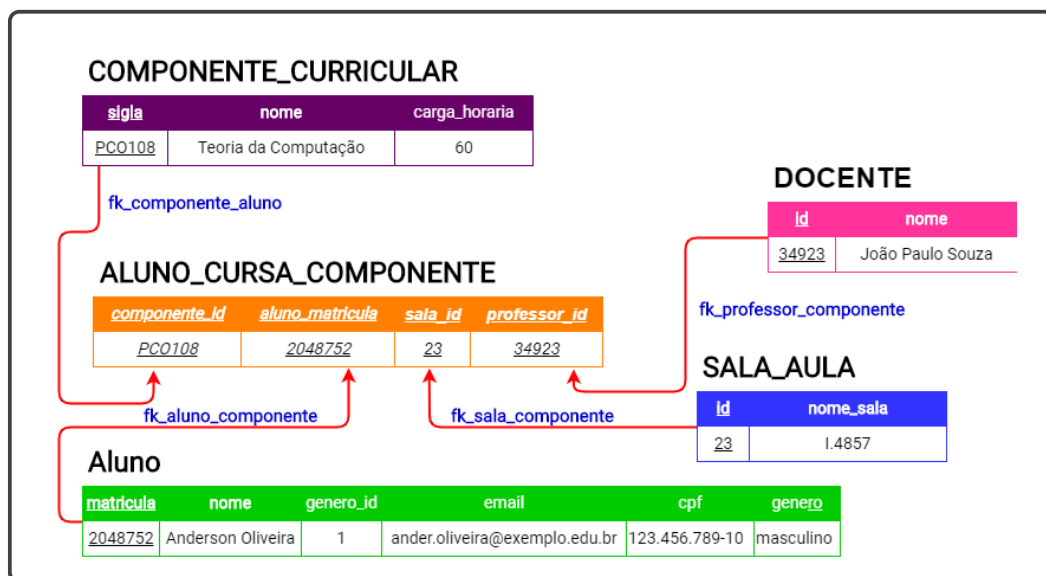 COMPONENTE_CURRICULAR
sigla nome carga_horaria
PCO108 Teoria da Computação 60
fk_componente_aluno
DOCENTE
id nome
34923 João Paulo Souza
ALUNO_CURSA_COMPONENTE
componente_id aluno_matricula sala_id professor_id
PCO108 2048752 23 34923
fk_professor_componente
SALA_AULA
fk_aluno_componente fk_sala_componente
id nome_sala
23 I.4857
Aluno
matricula nome genero_id email cpf genero
2048752 Anderson Oliveira 1 ander.oliveira@exemplo.edu.br 123.456.789-10 masculino